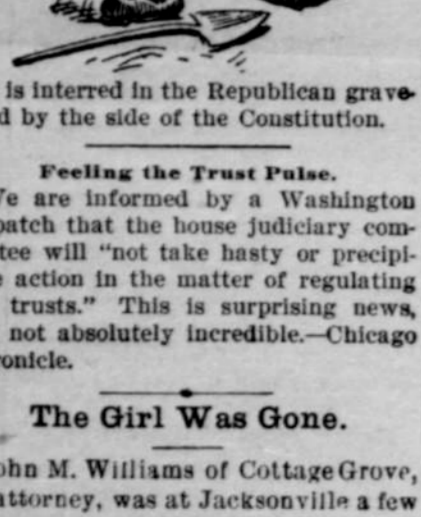 is interred in the Republican grave-
d by the side of the Constitution.
Feeling the Trust Pulse.
e are informed by a Washington
patch that the house judiciary com-
tee will "not take hasty or precipi-
e action in the matter of regulating
trusts." This is surprising news,
not absolutely incredible.—Chicago
ronicle.
The Girl Was Gone.
ohn M. Williams of Cottage Grove,
attorney, was at Jacksonville a few